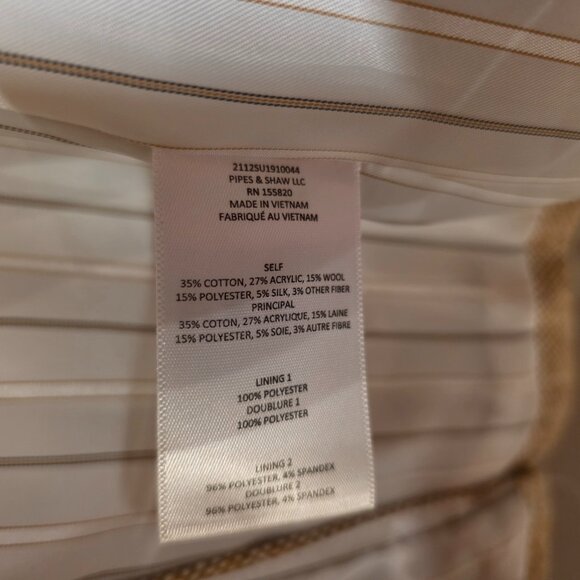 2112SU1910044
PIPES & SHAW LLC
RN 155820
MADE IN VIETNAM
FABRIQUÉ AU VIETNAM
SELF
35% COTTON, 27% ACRYLIC, 15% WOOL
15% POLYESTER, 5% SILK, 3% OTHER FIBER
PRINCIPAL
35% COTON, 27% ACRYLIQUE, 15% LAINE
15% POLYESTER, 5% SOIE, 3% AUTRE FIBRE
LINING 1
100% POLYESTER
DOUBLURE 1
100% POLYESTER
LINING 2
96% POLYESTER, 4% SPANDEX
DOUBLURE 2
96% POLYESTER, 4% SPANDEX